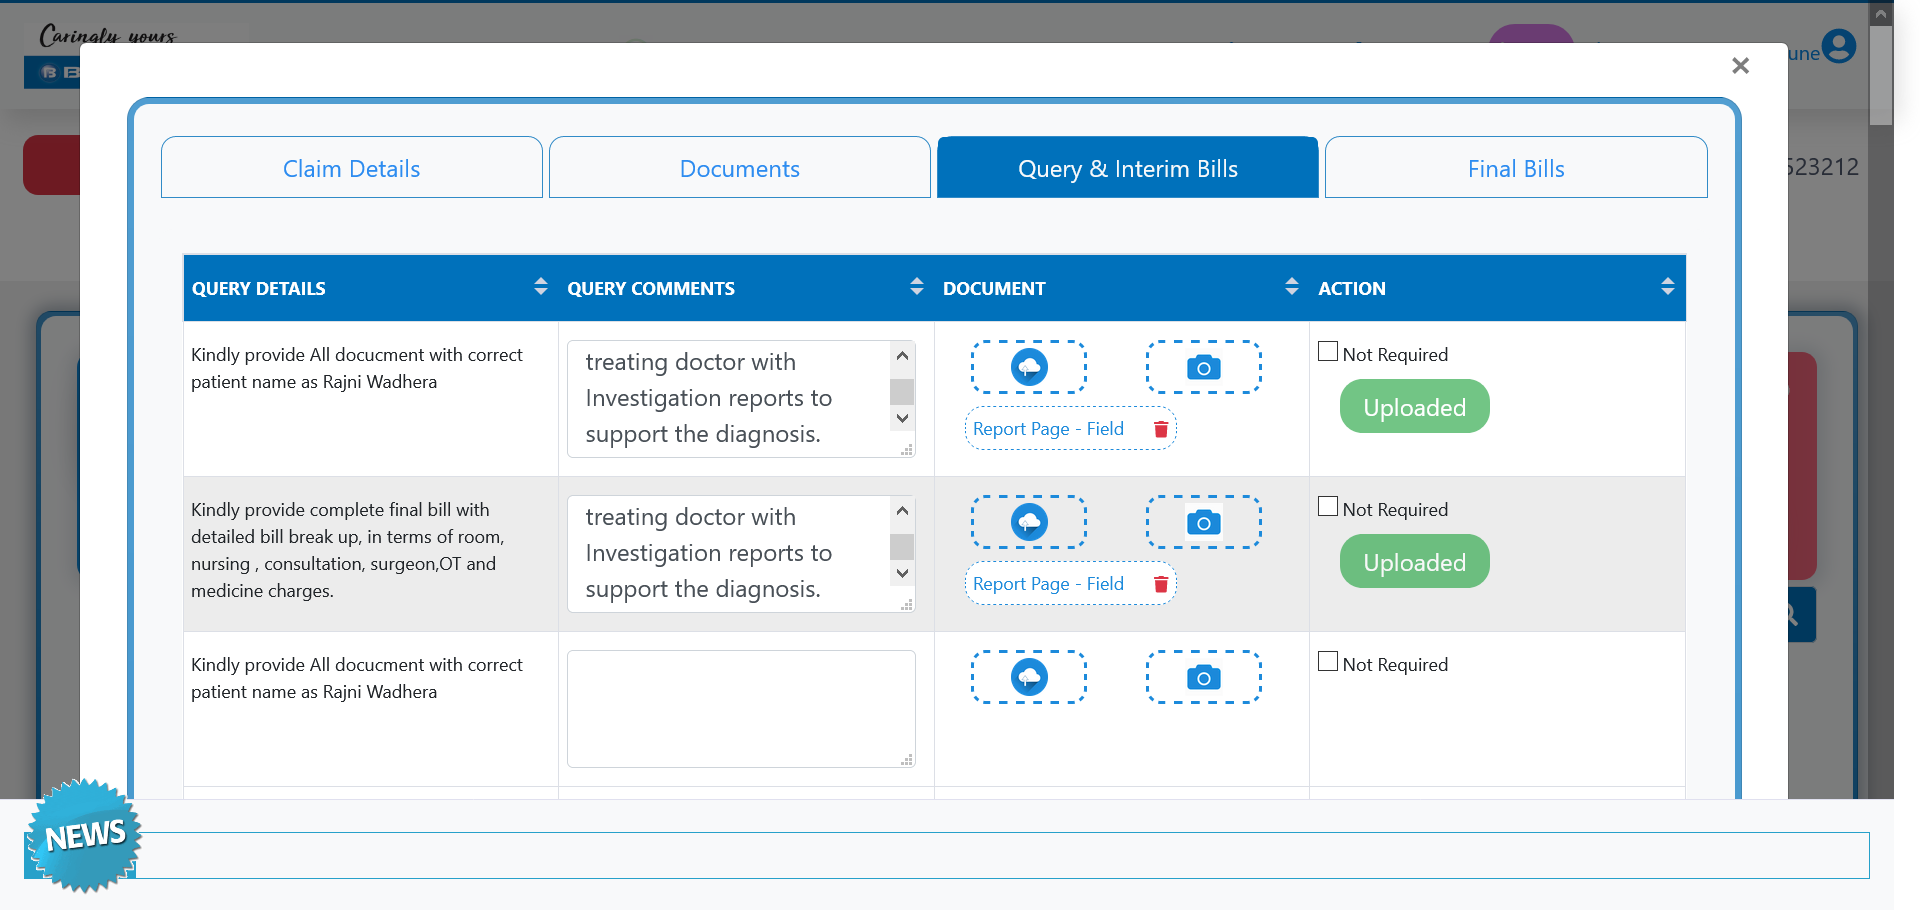 Caringly yours
B
une
523212
×
Claim Details
Documents
Query & Interim Bills
Final Bills
QUERY DETAILS
QUERY COMMENTS
DOCUMENT
ACTION
Kindly provide All docucment with correct
patient name as Rajni Wadhera
treating doctor with
Investigation reports to
support the diagnosis.
Report Page - Field
Not Required
Uploaded
Kindly provide complete final bill with
detailed bill break up, in terms of room,
nursing , consultation, surgeon,OT and
medicine charges.
treating doctor with
Investigation reports to
support the diagnosis.
Report Page - Field
Not Required
Uploaded
Kindly provide All docucment with correct
patient name as Rajni Wadhera
Not Required
NEWS